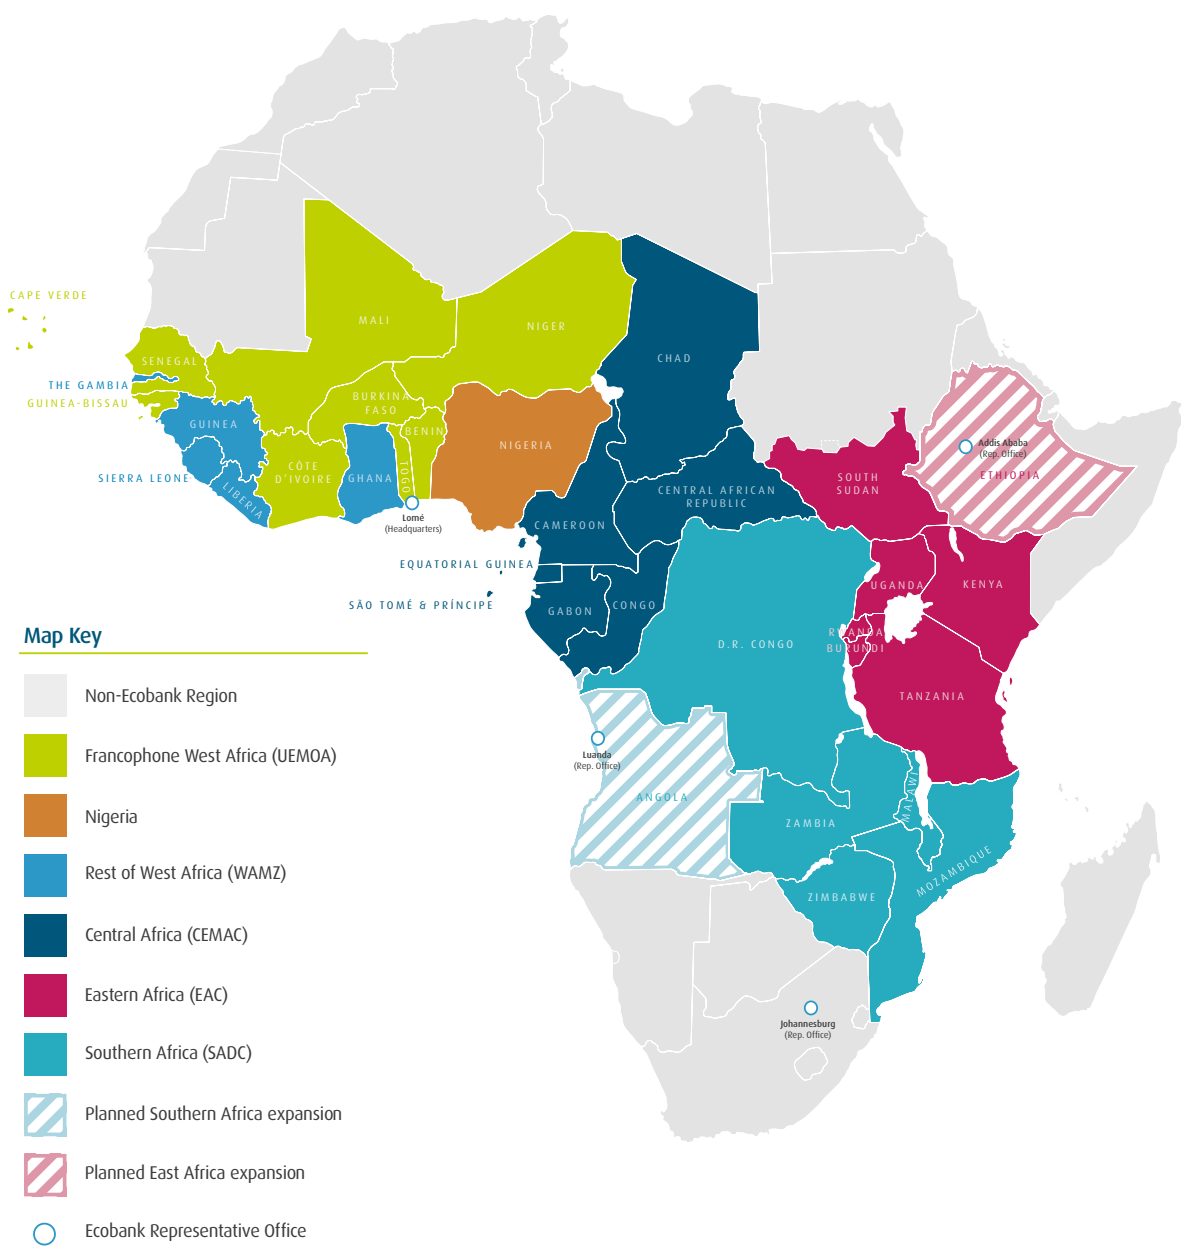 CAPE VERDE
MALI
NIGER
CHAD
SENEGAL
THE GAMBIA
GUINEA-BISSAU
BURKINA
FASO
GUINEA
BENIN
NIGERIA
Addis Ababa
(Rep. Office)
ETHIOPIA
SIERRA LEONE
LIBERIA
CÔTE
D'IVOIRE
GHANA
TOGO
SOUTH
SUDAN
CENTRAL AFRICAN
REPUBLIC
Lomé
(Headquarters)
CAMEROON
EQUATORIAL GUINEA
SÃO TOMÉ & PRÍNCIPE
GABON
CONGO
UGANDA
KENYA
RWANDA
BURUNDI
D.R. CONGO
TANZANIA
Luanda
(Rep. Office)
ANGOLA
ZAMBIA
MALAWI
MOZAMBIQUE
ZIMBABWE
Johannesburg
(Rep. Office)
Map Key
Non-Ecobank Region
Francophone West Africa (UEMOA)
Nigeria
Rest of West Africa (WAMZ)
Central Africa (CEMAC)
Eastern Africa (EAC)
Southern Africa (SADC)
Planned Southern Africa expansion
Planned East Africa expansion
Ecobank Representative Office